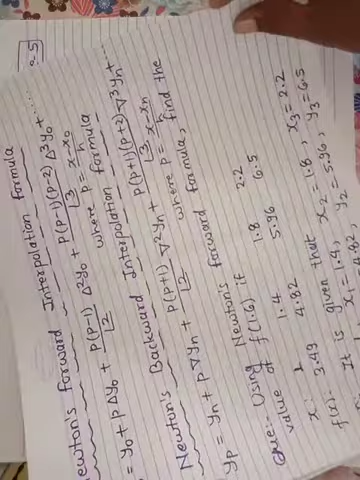 ewton's Forward Interpolation formula
= y₀ + pΔy₀ + p(p-1)/⌊2 Δ²y₀ + p(p-1)(p-2)/⌊3 Δ³y₀ + ......
where p = x-x₀/h
Newton's Backward Interpolation formula
yp = yn + p∇yn + p(p+1)/⌊2 ∇²yn + p(p+1)(p+2)/⌊3 ∇³yn + ...
where p = x-xn/h
Que:- Using Newton's forward formula, find the
value of f(1.6) if
x: 1 1.4 1.8 2.2
f(x): 3.49 4.82 5.96 6.5
It is given that
x₁ = 1.4, x₂ = 1.8, x₃ = 2.2
4.82, y₂ = 5.96, y₃ = 6.5